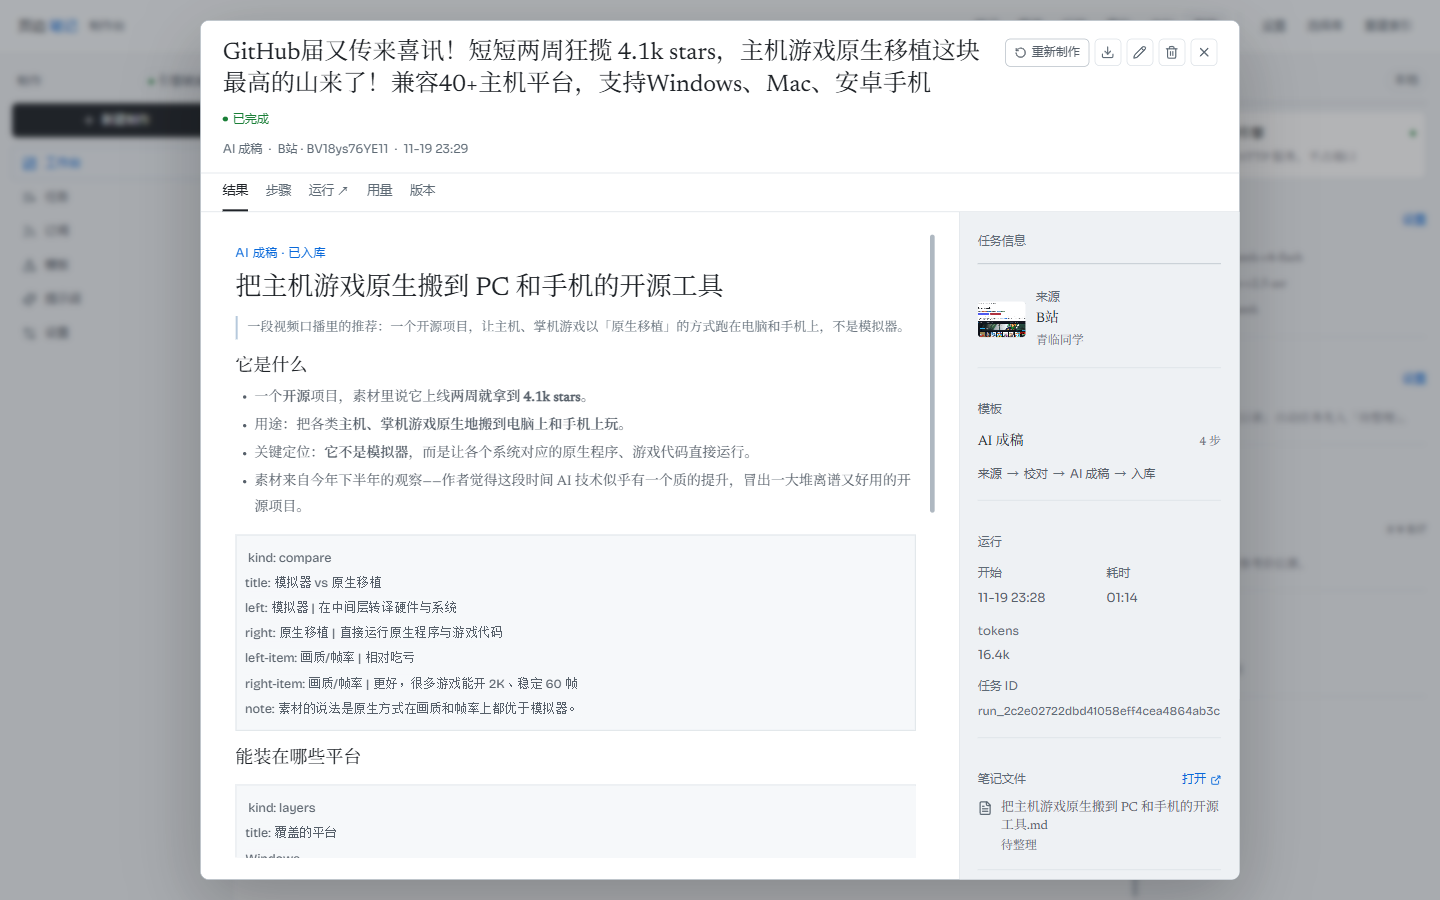 GitHub届又传来喜讯！短短两周狂揽 4.1k stars，主机游戏原生移植这块
最高的山来了！兼容40+主机平台，支持Windows、Mac、安卓手机
重新制作
已完成
AI 成稿 · B站 · BV18ys76YE11 · 11-19 23:29
结果 步骤 运行 ↗ 用量 版本
AI 成稿 · 已入库
把主机游戏原生搬到 PC 和手机的开源工具
一段视频口播里的推荐：一个开源项目，让主机、掌机游戏以「原生移植」的方式跑在电脑和手机上，不是模拟器。
它是什么
• 一个开源项目，素材里说它上线两周就拿到 4.1k stars。
• 用途：把各类主机、掌机游戏原生地搬到电脑上和手机上玩。
• 关键定位：它不是模拟器，而是让各个系统对应的原生程序、游戏代码直接运行。
• 素材来自今年下半年的观察——作者觉得这段时间 AI 技术似乎有一个质的提升，冒出一大堆离谱又好用的开
源项目。
kind: compare
title: 模拟器 vs 原生移植
left: 模拟器 | 在中间层转译硬件与系统
right: 原生移植 | 直接运行原生程序与游戏代码
left-item: 画质/帧率 | 相对吃亏
right-item: 画质/帧率 | 更好，很多游戏能开 2K、稳定 60 帧
note: 素材的说法是原生方式在画质和帧率上都优于模拟器。
能装在哪些平台
kind: layers
title: 覆盖的平台
Windows
任务信息
来源
B站
青临同学
模板
AI 成稿 4 步
来源 → 校对 → AI 成稿 → 入库
运行
开始 耗时
11-19 23:28 01:14
tokens
16.4k
任务 ID
run_2c2e02722dbd41058eff4cea4864ab3c
笔记文件 打开
把主机游戏原生搬到 PC 和手机的开源
工具.md
待整理